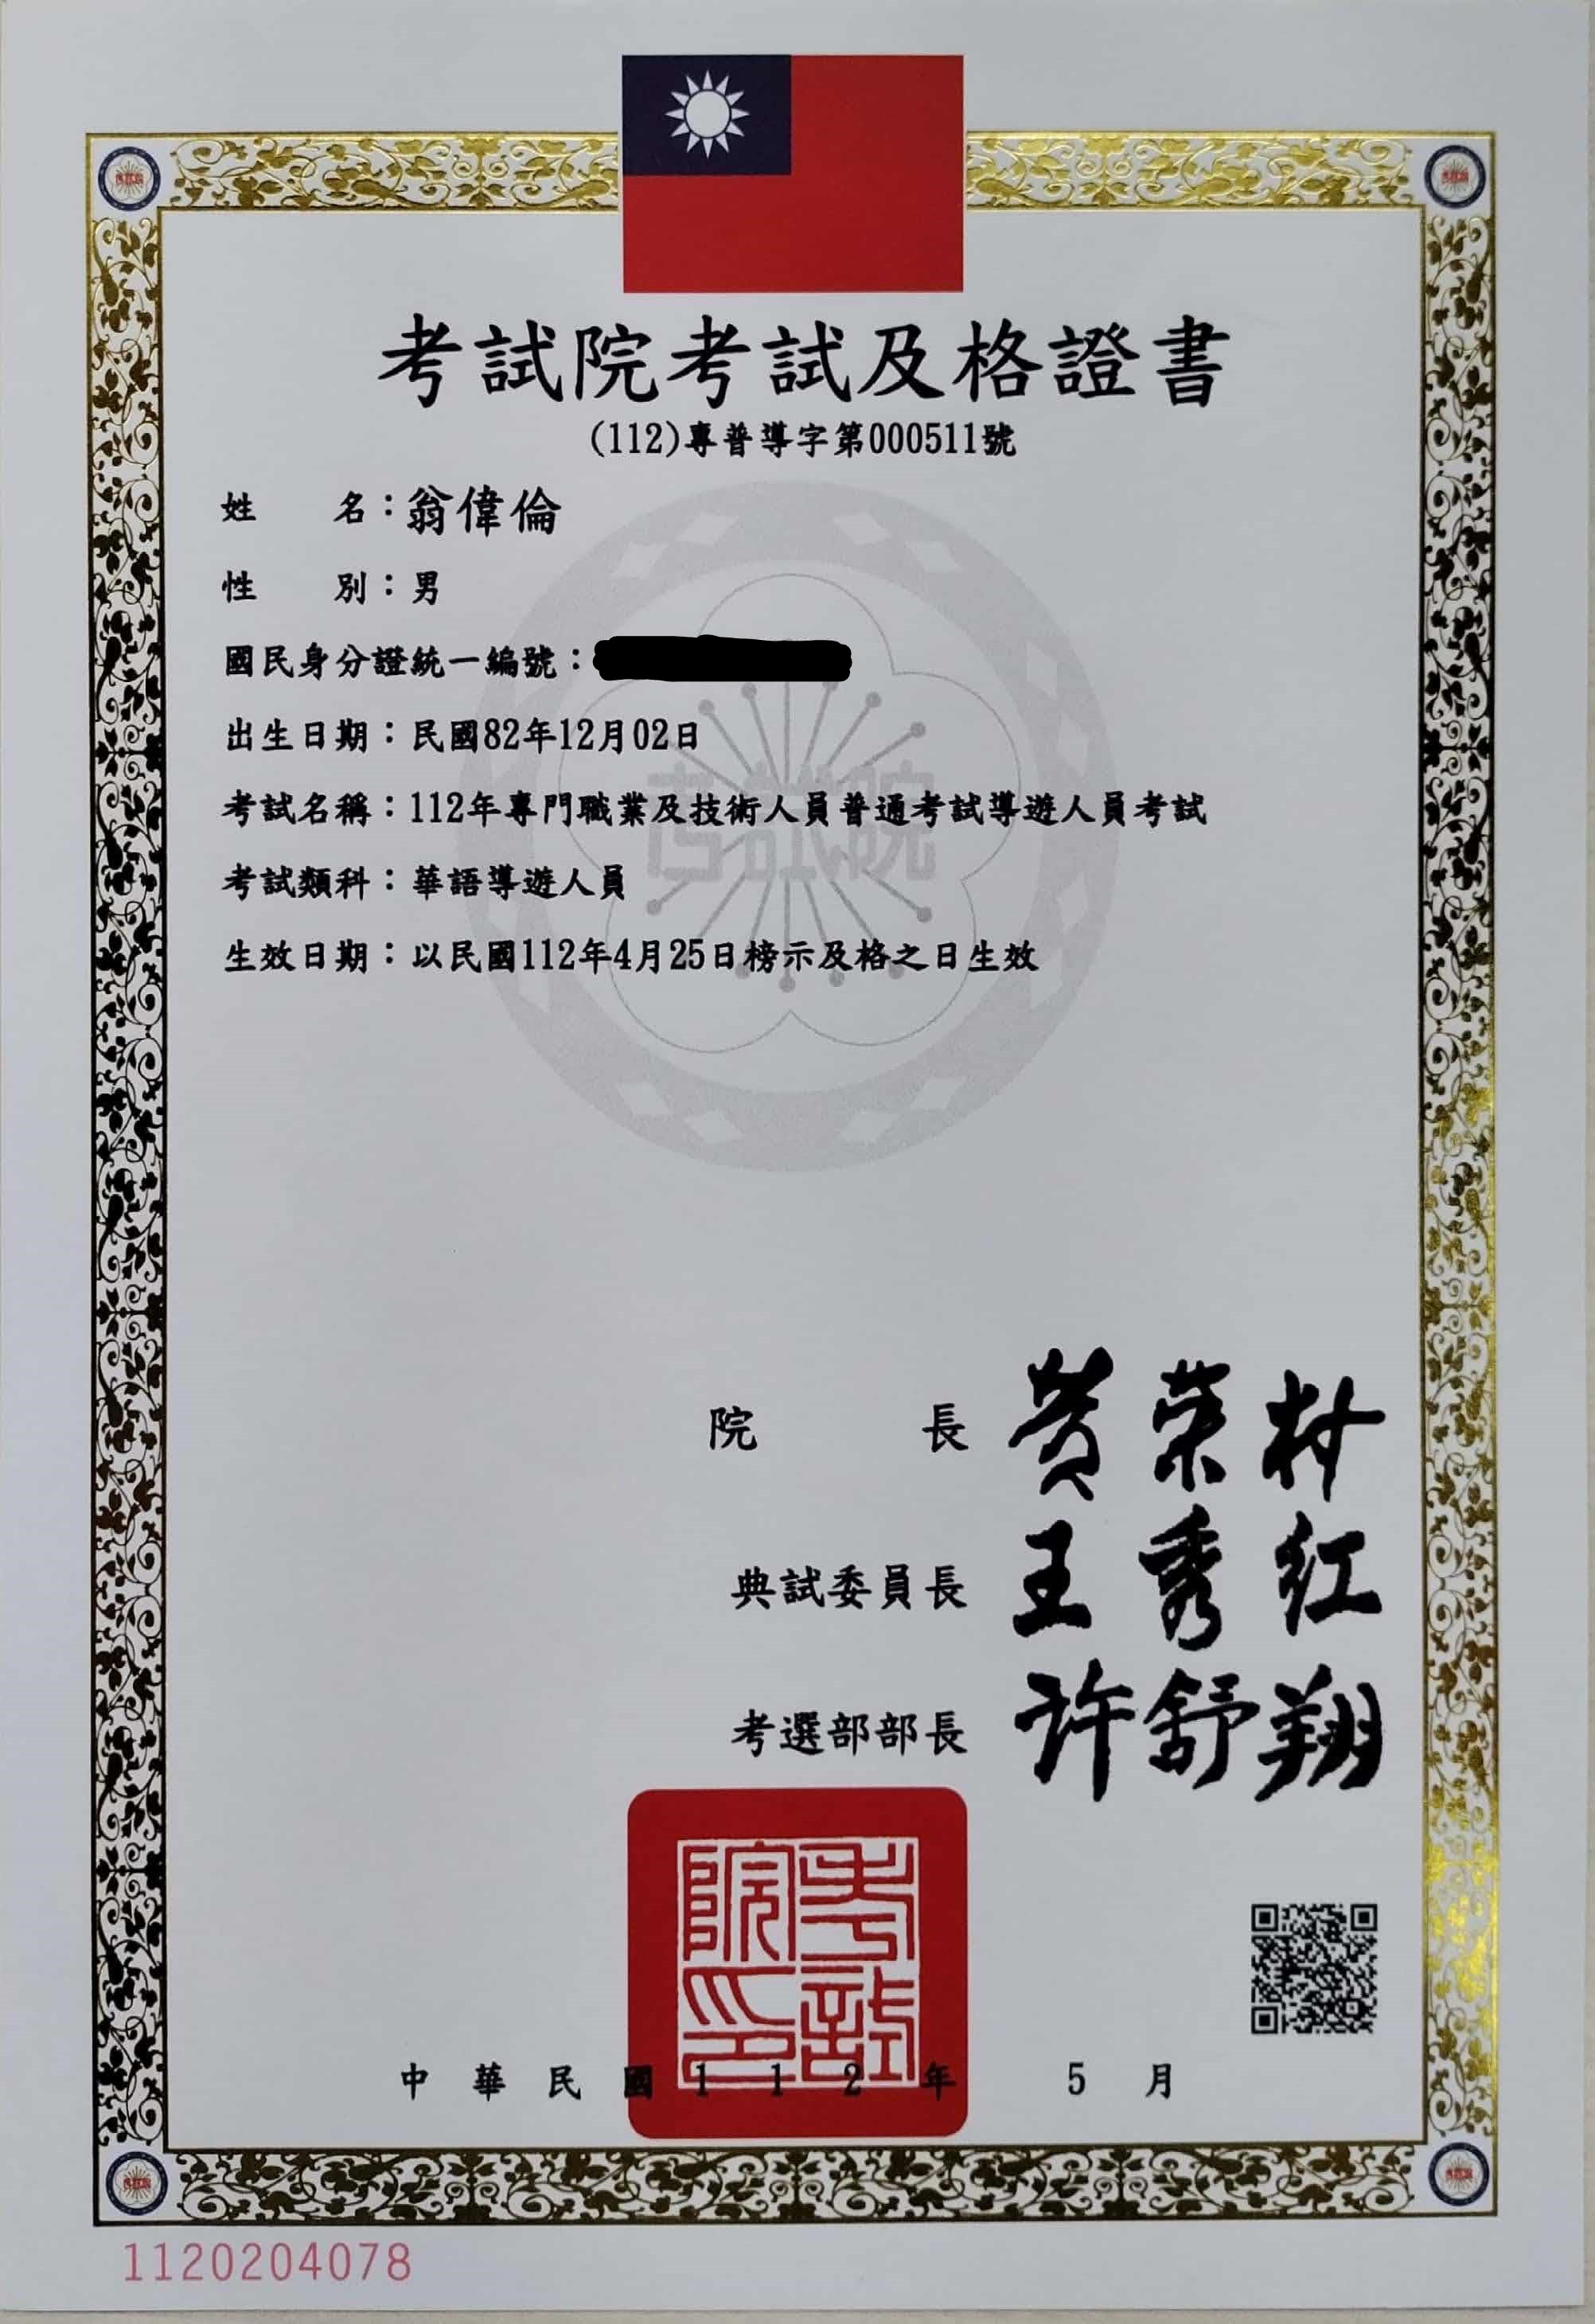 考試院考試及格證書
(112)專普導字第000511號
姓名：翁偉倫
性別：男
國民身分證統一編號：
出生日期：民國82年12月02日
考試名稱：112年專門職業及技術人員普通考試導遊人員考試
考試類科：華語導遊人員
生效日期：以民國112年4月25日榜示及格之日生效
考試院
院長 黃榮村
典試委員長 王秀红
考選部部長 许舒翔
考試院印
中華民國112年5月
1120204078